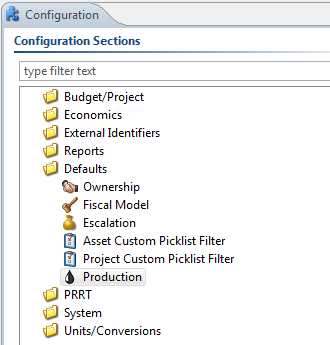 Configuration
Configuration Sections
type filter text
Budget/Project
Economics
External Identifiers
Reports
Defaults
Ownership
Fiscal Model
Escalation
Asset Custom Picklist Filter
Project Custom Picklist Filter
Production
PRRT
System
Units/Conversions